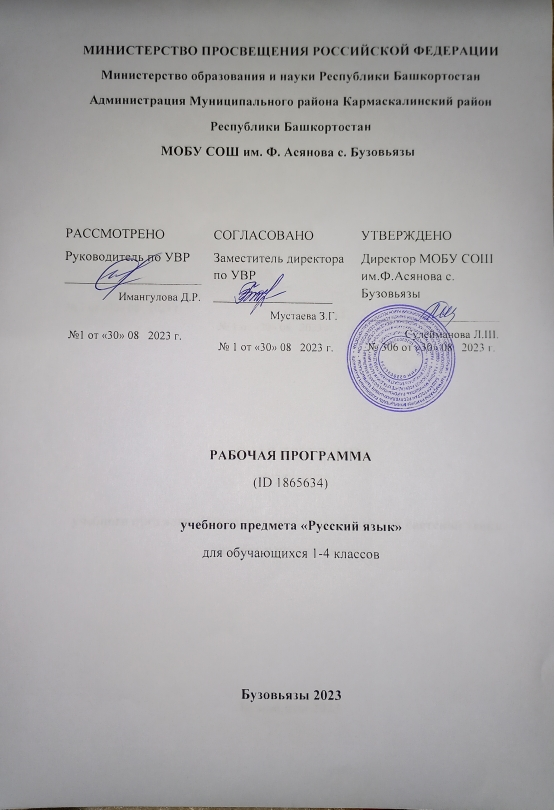 МИНИСТЕРСТВО ПРОСВЕЩЕНИЯ РОССИЙСКОЙ ФЕДЕРАЦИИ
Министерство образования и науки Республики Башкортостан
Администрация Муниципального района Кармаскалинский район
Республики Башкортостан
МОБУ СОШ им. Ф. Асянова с. Бузовьязы
РАССМОТРЕНО
Руководитель по УВР
Имангулова Д.Р.
№1 от «30» 08 2023 г.
СОГЛАСОВАНО
Заместитель директора
по УВР
Мустаева З.Г.
№ 1 от «30» 08 2023 г.
УТВЕРЖДЕНО
Директор МОБУ СОШ
им.Ф.Асянова с.
Бузовьязы
Сулейманова Л.Ш.
№ 306 от «30» 08 2023 г.
РАБОЧАЯ ПРОГРАММА
(ID 1865634)
учебного предмета «Русский язык»
для обучающихся 1-4 классов
Бузовьязы 2023